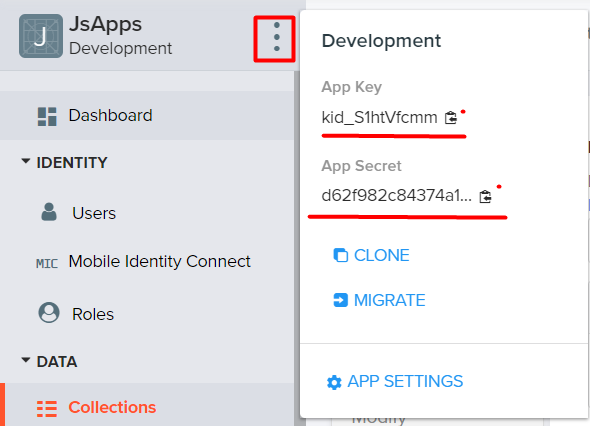 J
JsApps
Development
Dashboard
IDENTITY
Users
MIC Mobile Identity Connect
Roles
DATA
Collections
Development
App Key
kid_S1htVfcmm
App Secret
d62f982c84374a1...
CLONE
MIGRATE
APP SETTINGS
Modify